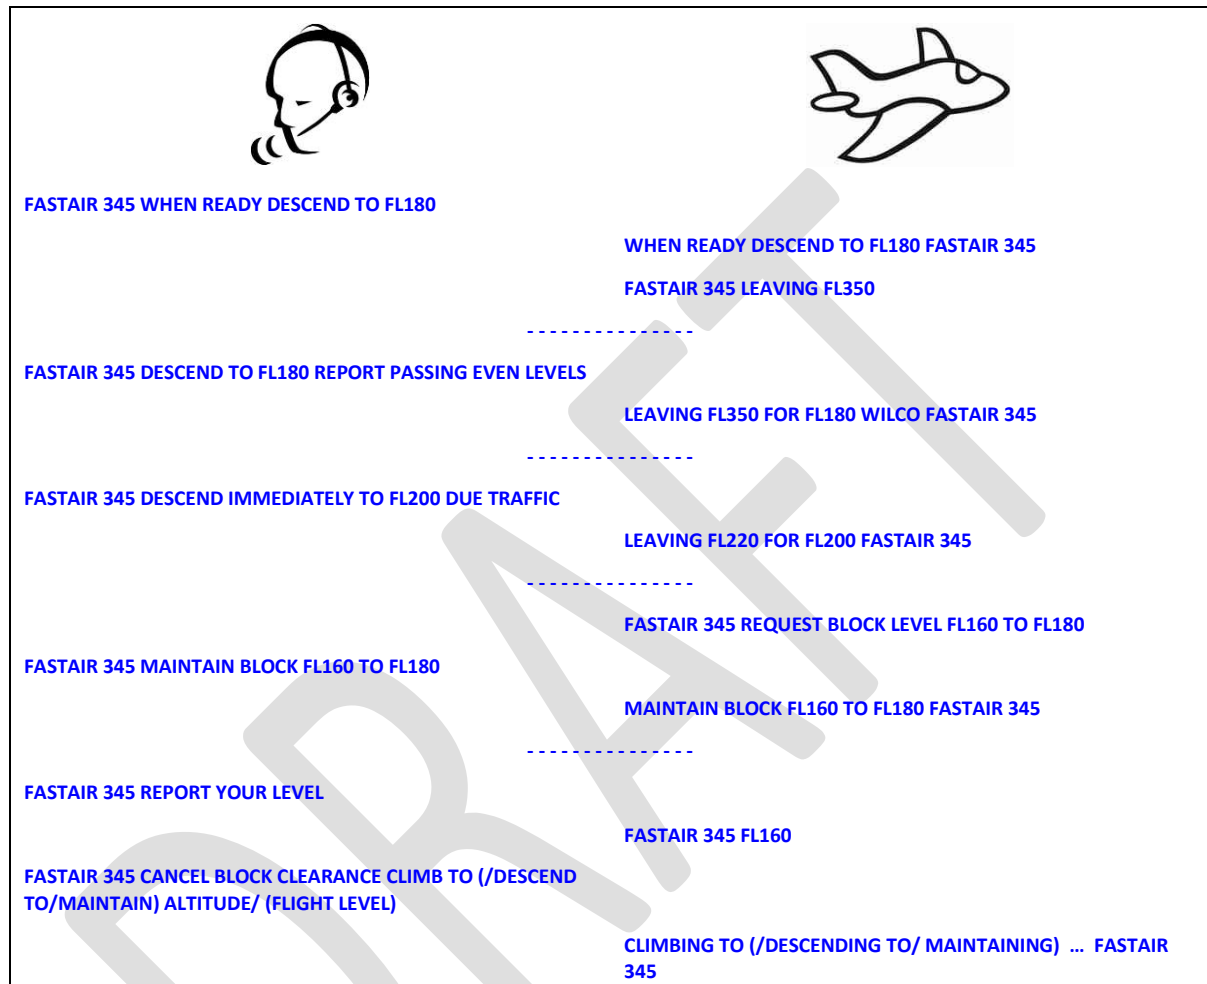 FASTAIR 345 WHEN READY DESCEND TO FL180
WHEN READY DESCEND TO FL180 FASTAIR 345
FASTAIR 345 LEAVING FL350
- - - - - - - - - - - - - - -
FASTAIR 345 DESCEND TO FL180 REPORT PASSING EVEN LEVELS
LEAVING FL350 FOR FL180 WILCO FASTAIR 345
- - - - - - - - - - - - - - -
FASTAIR 345 DESCEND IMMEDIATELY TO FL200 DUE TRAFFIC
LEAVING FL220 FOR FL200 FASTAIR 345
- - - - - - - - - - - - - - -
FASTAIR 345 REQUEST BLOCK LEVEL FL160 TO FL180
FASTAIR 345 MAINTAIN BLOCK FL160 TO FL180
MAINTAIN BLOCK FL160 TO FL180 FASTAIR 345
- - - - - - - - - - - - - - -
FASTAIR 345 REPORT YOUR LEVEL
FASTAIR 345 FL160
FASTAIR 345 CANCEL BLOCK CLEARANCE CLIMB TO (/DESCEND
TO/MAINTAIN) ALTITUDE/ (FLIGHT LEVEL)
CLIMBING TO (/DESCENDING TO/ MAINTAINING) … FASTAIR
345
DRAFT